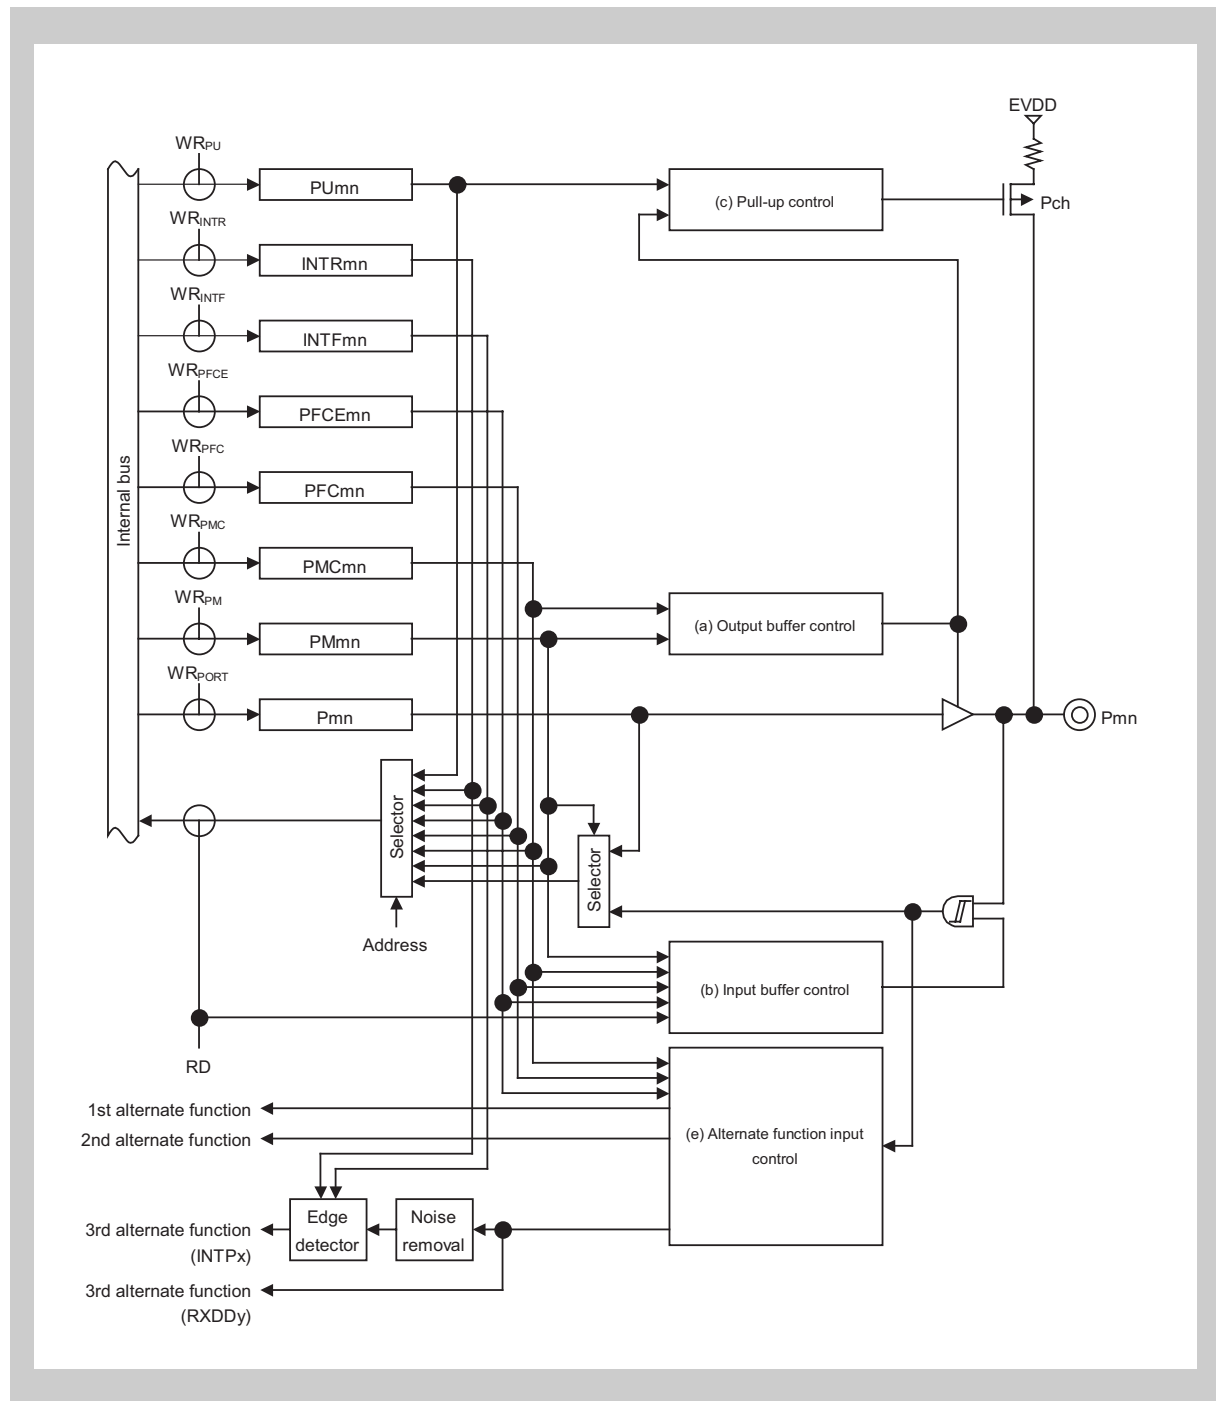 EVDD
WRPU
PUmn
(c) Pull-up control
Pch
WRINTR
INTRmn
WRINTF
INTFmn
WRPFCE
PFCEmn
WRPFC
PFCmn
Internal bus
WRPMC
PMCmn
WRPM
PMmn
(a) Output buffer control
WRPORT
Pmn
Pmn
Selector
Selector
Address
(b) Input buffer control
RD
1st alternate function
2nd alternate function
(e) Alternate function input
control
3rd alternate function
(INTPx)
Edge
detector
Noise
removal
3rd alternate function
(RXDDy)